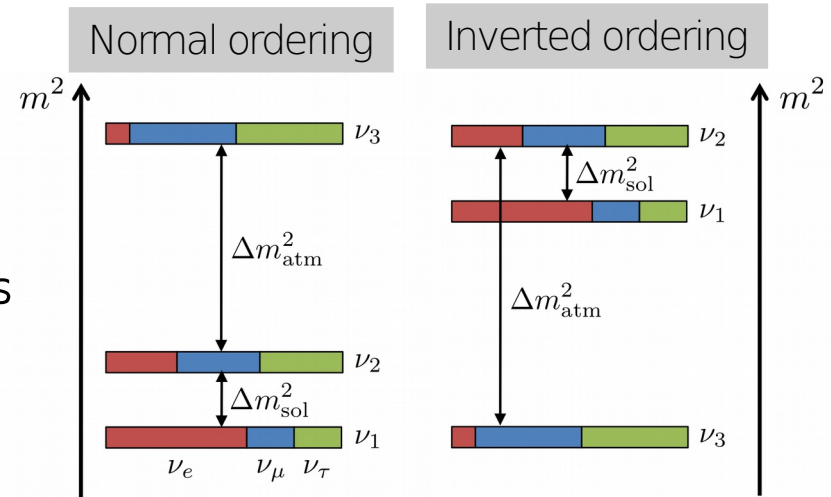 Normal ordering
Inverted ordering
m²
ν₃
Δm²atm
ν₂
Δm²sol
ν₁
νₑ νμ ντ
s
m²
ν₂
Δm²sol
ν₁
Δm²atm
ν₃